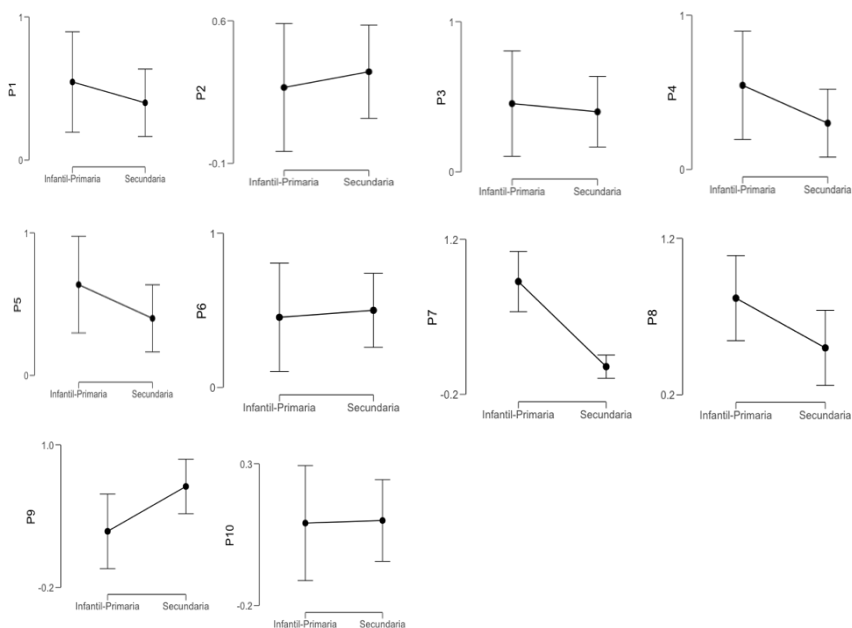 P1
1
0
Infantil-Primaria
Secundaria
P2
0.6
-0.1
Infantil-Primaria
Secundaria
P3
1
0
Infantil-Primaria
Secundaria
P4
1
0
Infantil-Primaria
Secundaria
P5
1
0
Infantil-Primaria
Secundaria
P6
1
0
Infantil-Primaria
Secundaria
P7
1.2
-0.2
Infantil-Primaria
Secundaria
P8
1.2
0.2
Infantil-Primaria
Secundaria
P9
1.0
-0.2
Infantil-Primaria
Secundaria
P10
0.3
-0.2
Infantil-Primaria
Secundaria